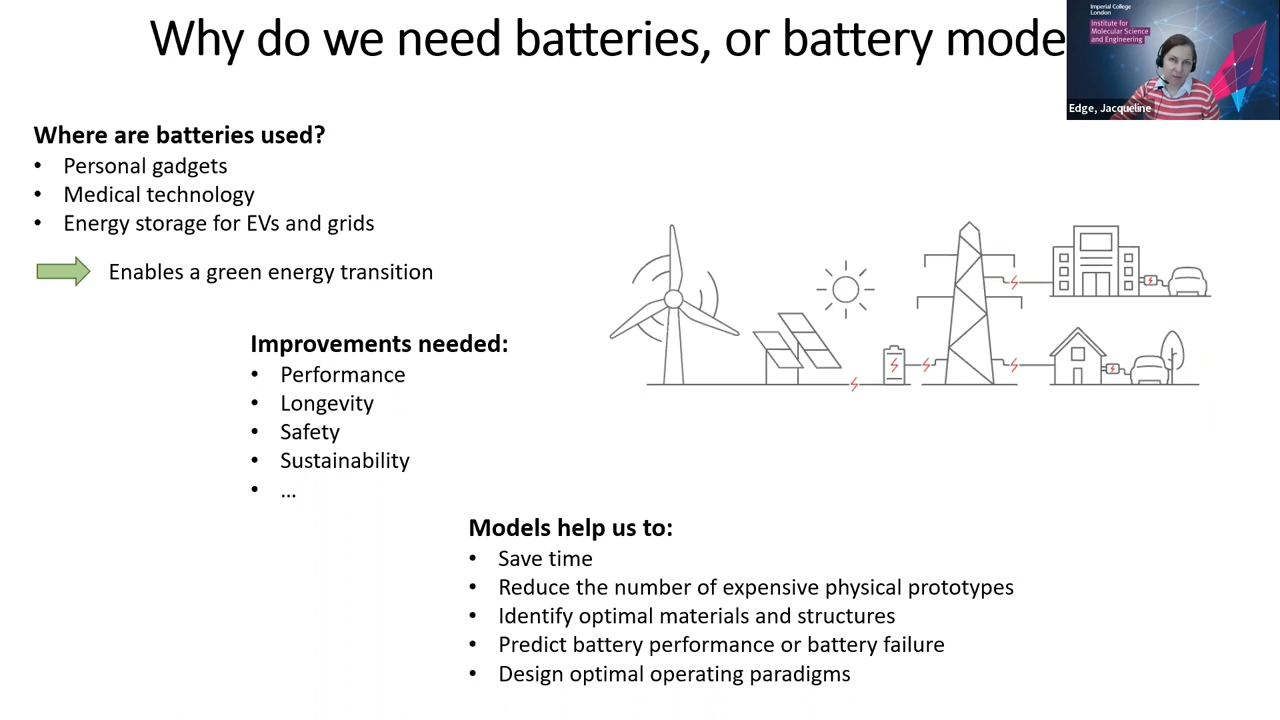 Why do we need batteries, or battery mode
Imperial College
London
Institute for
Molecular Science
and Engineering
Edge, Jacqueline
Where are batteries used?
• Personal gadgets
• Medical technology
• Energy storage for EVs and grids
Enables a green energy transition
Improvements needed:
• Performance
• Longevity
• Safety
• Sustainability
• ...
Models help us to:
• Save time
• Reduce the number of expensive physical prototypes
• Identify optimal materials and structures
• Predict battery performance or battery failure
• Design optimal operating paradigms